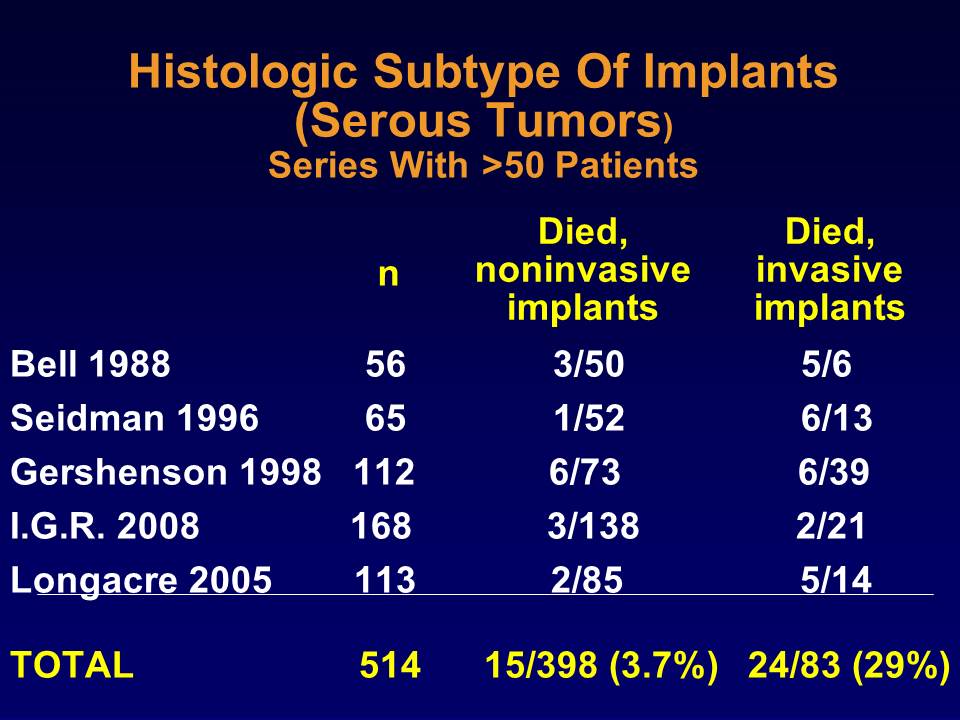 Histologic Subtype Of Implants
(Serous Tumors)
Series With >50 Patients
n Died, noninvasive implants Died, invasive implants
Bell 1988 56 3/50 5/6
Seidman 1996 65 1/52 6/13
Gershenson 1998 112 6/73 6/39
I.G.R. 2008 168 3/138 2/21
Longacre 2005 113 2/85 5/14
TOTAL 514 15/398 (3.7%) 24/83 (29%)